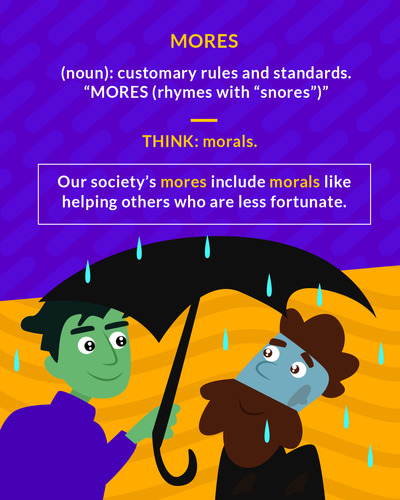 MORES
(noun): customary rules and standards.
“MORES (rhymes with “snores”)”
THINK: morals.
Our society’s mores include morals like
helping others who are less fortunate.